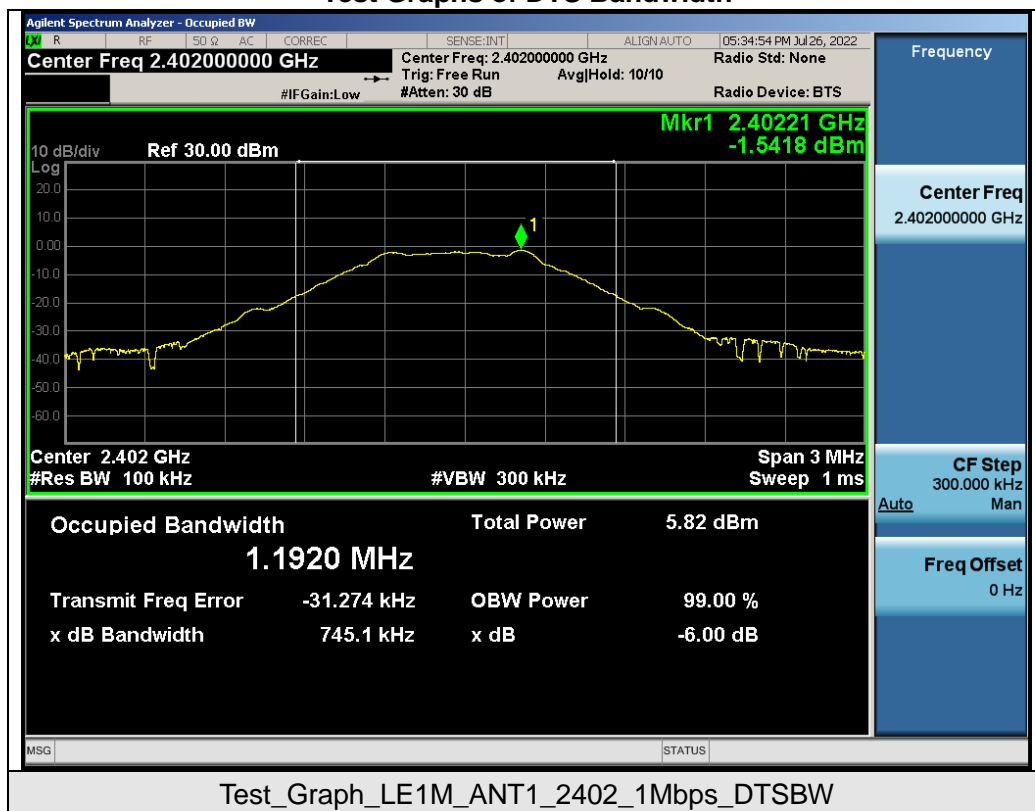 Test Graphs of DTS Bandwidth
Agilent Spectrum Analyzer - Occupied BW
LXI R RF 50 Ω AC CORREC SENSE:INT ALIGN AUTO 05:34:54 PM Jul 26, 2022
Center Freq 2.402000000 GHz
Center Freq: 2.402000000 GHz Radio Std: None
Trig: Free Run Avg|Hold: 10/10
#IFGain:Low #Atten: 30 dB Radio Device: BTS
Mkr1 2.40221 GHz
-1.5418 dBm
10 dB/div Ref 30.00 dBm
Log
20.0
10.0
0.00
-10.0
-20.0
-30.0
-40.0
-50.0
-60.0
1
Center 2.402 GHz Span 3 MHz
#Res BW 100 kHz #VBW 300 kHz Sweep 1 ms
Occupied Bandwidth Total Power 5.82 dBm
1.1920 MHz
Transmit Freq Error -31.274 kHz OBW Power 99.00 %
x dB Bandwidth 745.1 kHz x dB -6.00 dB
MSG STATUS
Frequency
Center Freq
2.402000000 GHz
CF Step
300.000 kHz
Auto Man
Freq Offset
0 Hz
Test_Graph_LE1M_ANT1_2402_1Mbps_DTSBW